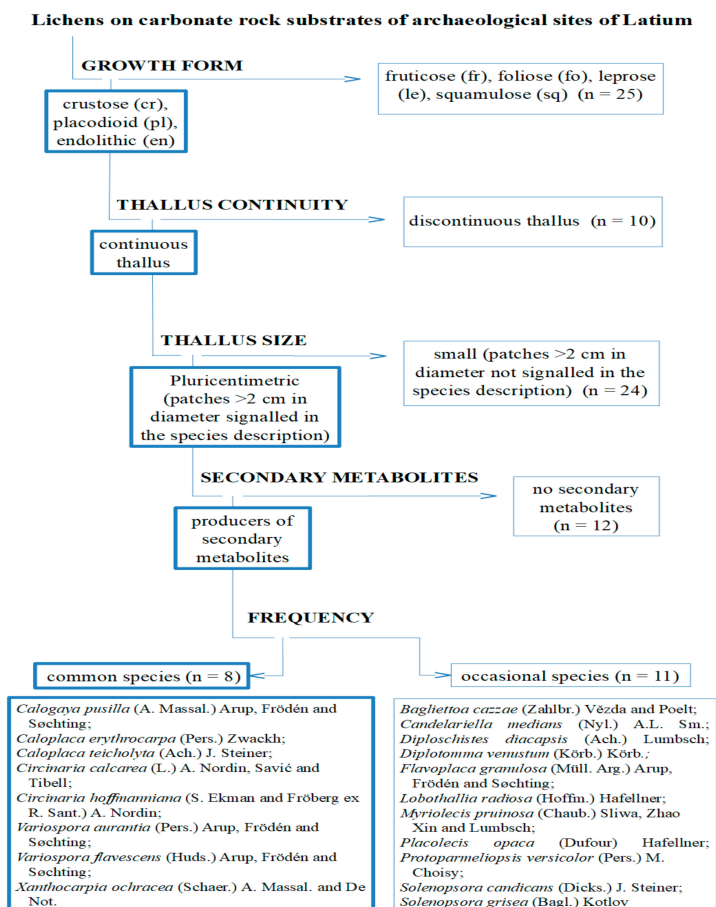 Lichens on carbonate rock substrates of archaeological sites of Latium
GROWTH FORM
fruticose (fr), foliose (fo), leprose
(le), squamulose (sq) (n = 25)
crustose (cr),
placodioid (pl),
endolithic (en)
THALLUS CONTINUITY
discontinuous thallus (n = 10)
continuous
thallus
THALLUS SIZE
small (patches >2 cm in
diameter not signalled in the
species description) (n = 24)
Pluricentimetric
(patches >2 cm in
diameter signalled in
the species description)
SECONDARY METABOLITES
no secondary
metabolites
(n = 12)
producers of
secondary
metabolites
FREQUENCY
common species (n = 8)
occasional species (n = 11)
Calogaya pusilla (A. Massal.) Arup, Frödén and
Søchting;
Caloplaca erythrocarpa (Pers.) Zwackh;
Caloplaca teicholyta (Ach.) J. Steiner;
Circinaria calcarea (L.) A. Nordin, Savić and
Tibell;
Circinaria hoffmanniana (S. Ekman and Fröberg ex
R. Sant.) A. Nordin;
Variospora aurantia (Pers.) Arup, Frödén and
Søchting;
Variospora flavescens (Huds.) Arup, Frödén and
Søchting;
Xanthocarpia ochracea (Schaer.) A. Massal. and De
Not.
Bagliettoa cazzae (Zahlbr.) Vězda and Poelt;
Candelariella medians (Nyl.) A.L. Sm.;
Diploschistes diacapsis (Ach.) Lumbsch;
Diplotomma venustum (Körb.) Körb.;
Flavoplaca granulosa (Müll. Arg.) Arup,
Frödén and Søchting;
Lobothallia radiosa (Hoffm.) Hafellner;
Myriolecis pruinosa (Chaub.) Sliwa, Zhao
Xin and Lumbsch;
Placolecis opaca (Dufour) Hafellner;
Protoparmeliopsis versicolor (Pers.) M.
Choisy;
Solenopsora candicans (Dicks.) J. Steiner;
Solenopsora grisea (Bagl.) Kotlov